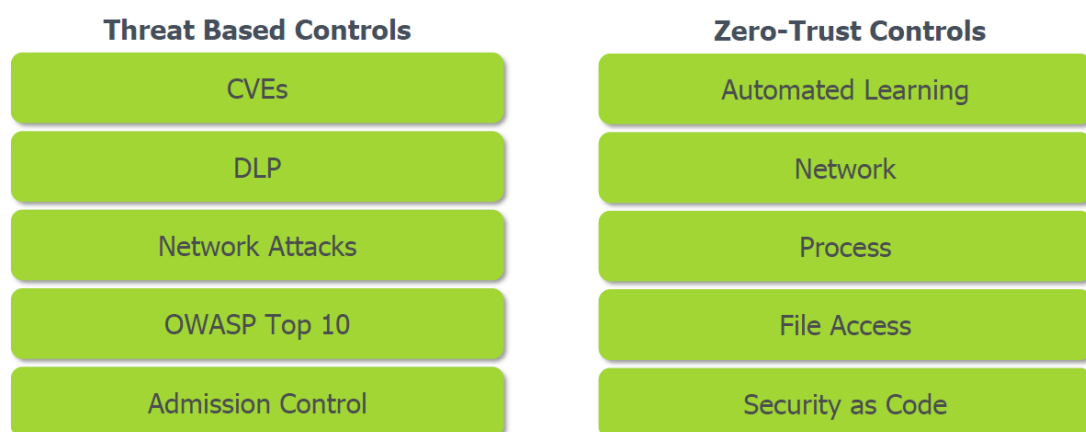 Threat Based Controls
CVEs
DLP
Network Attacks
OWASP Top 10
Admission Control
Zero-Trust Controls
Automated Learning
Network
Process
File Access
Security as Code